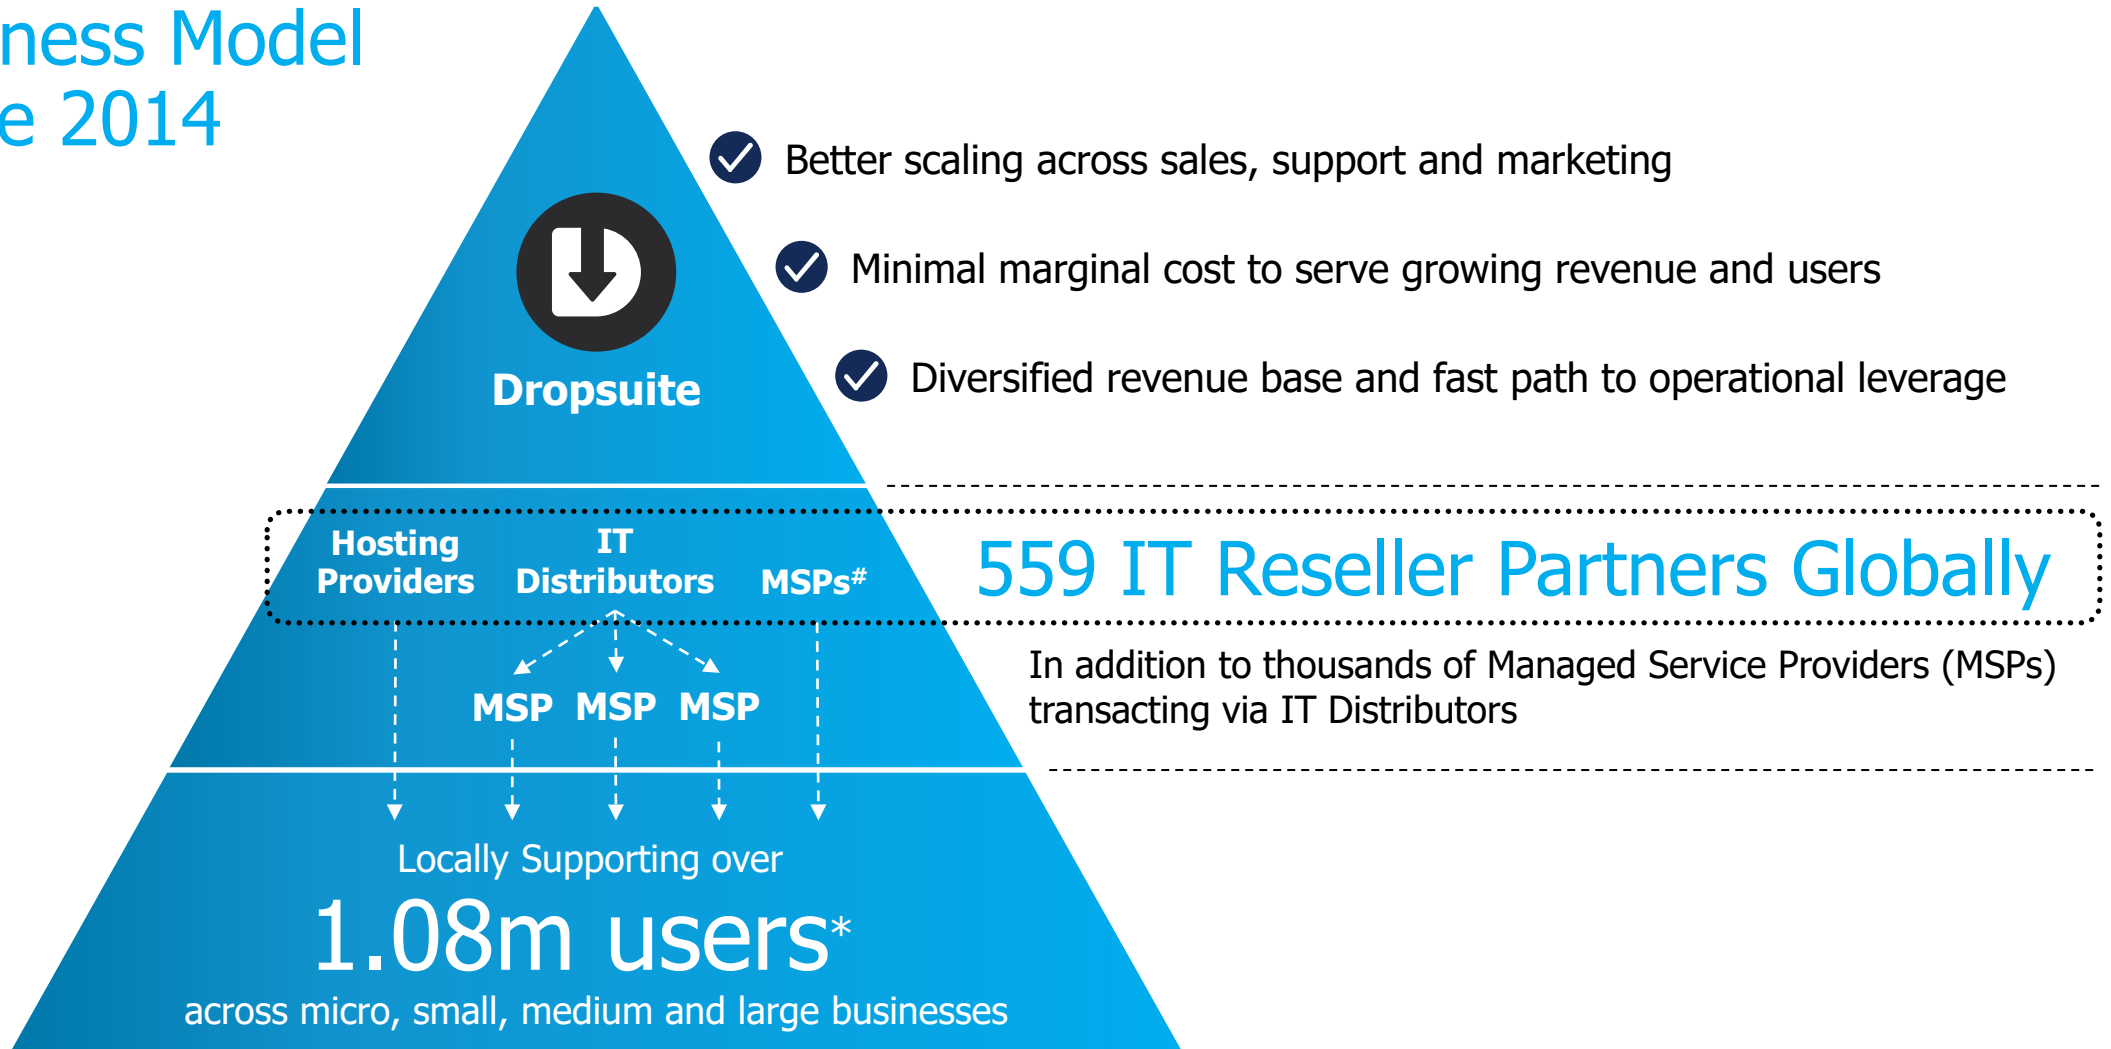 ness Model
e 2014
Better scaling across sales, support and marketing
Minimal marginal cost to serve growing revenue and users
Diversified revenue base and fast path to operational leverage
Dropsuite
Hosting
Providers
IT
Distributors
MSPs#
559 IT Reseller Partners Globally
In addition to thousands of Managed Service Providers (MSPs)
transacting via IT Distributors
MSP MSP MSP
Locally Supporting over
1.08m users*
across micro, small, medium and large businesses